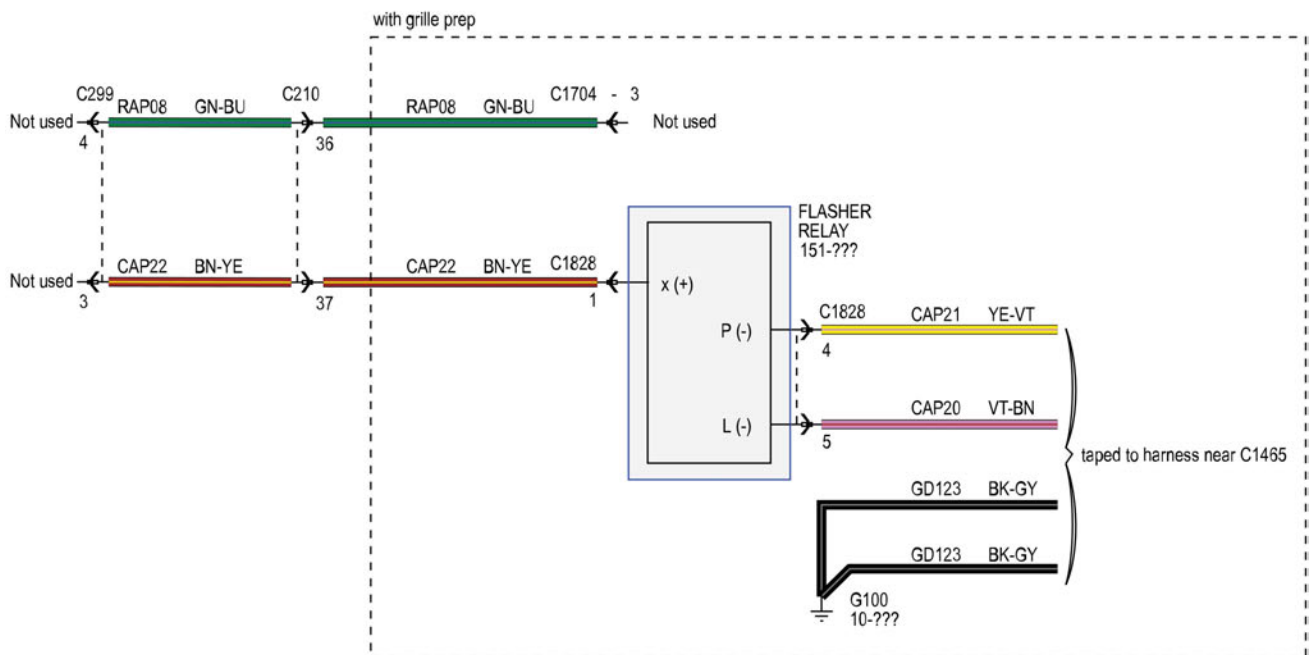 with grille prep
C299
RAP08 GN-BU
C210
RAP08 GN-BU
C1704 - 3
Not used
4
36
Not used
Not used
CAP22 BN-YE
CAP22 BN-YE
C1828
3
37
1
x (+)
P (-)
L (-)
FLASHER
RELAY
151-???
C1828
CAP21 YE-VT
4
CAP20 VT-BN
5
taped to harness near C1465
GD123 BK-GY
GD123 BK-GY
G100
10-???